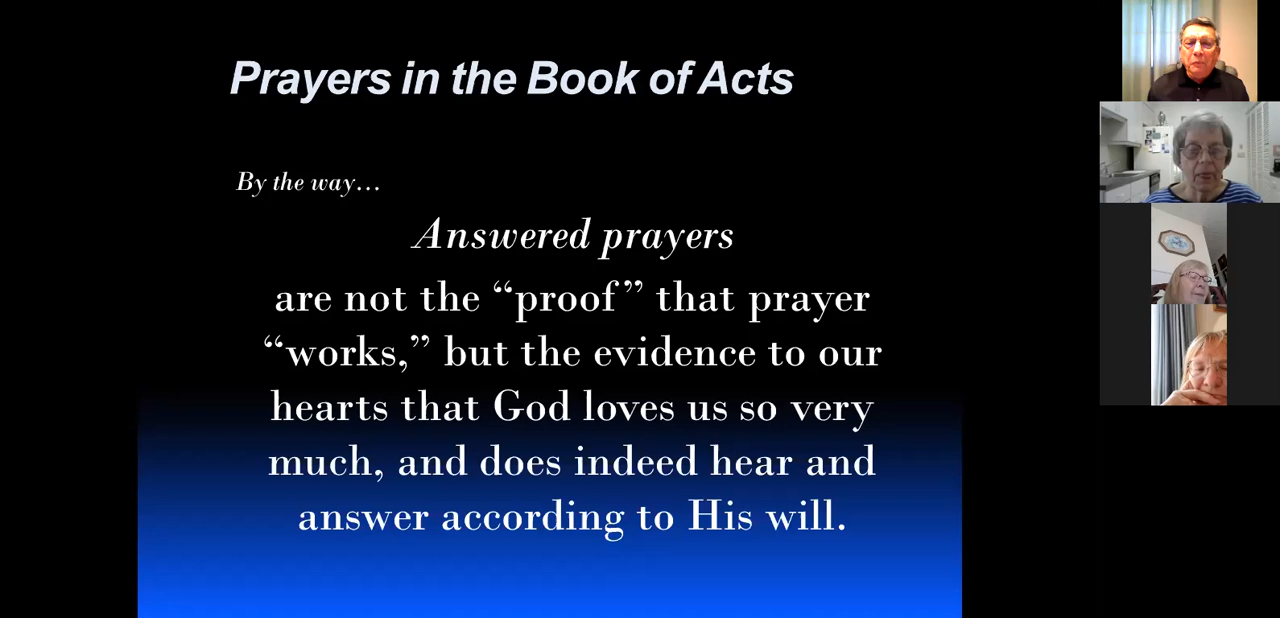 Prayers in the Book of Acts
By the way…
Answered prayers
are not the “proof” that prayer
“works,” but the evidence to our
hearts that God loves us so very
much, and does indeed hear and
answer according to His will.